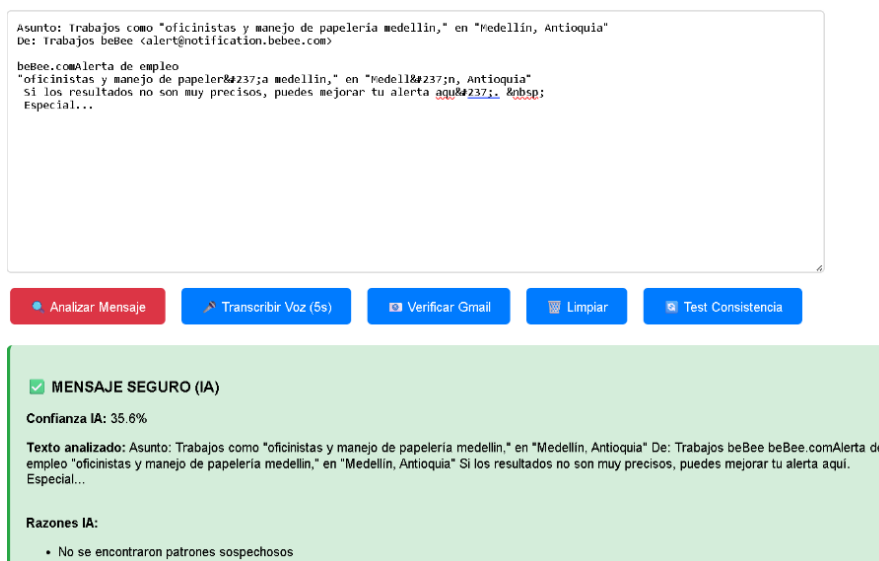 Asunto: Trabajos como "oficinistas y manejo de papelería medellin," en "Medellín, Antioquia"
De: Trabajos beBee <alert@notification.bebee.com>
beBee.comAlerta de empleo
"oficinistas y manejo de papeler&#237;a medellin," en "Medell&#237;n, Antioquia"
Si los resultados no son muy precisos, puedes mejorar tu alerta aqu&#237;. &nbsp;
Especial...
Analizar Mensaje
Transcribir Voz (5s)
Verificar Gmail
Limpiar
Test Consistencia
MENSAJE SEGURO (IA)
Confianza IA: 35.6%
Texto analizado: Asunto: Trabajos como "oficinistas y manejo de papelería medellin," en "Medellín, Antioquia" De: Trabajos beBee beBee.comAlerta de
empleo "oficinistas y manejo de papelería medellin," en "Medellín, Antioquia" Si los resultados no son muy precisos, puedes mejorar tu alerta aquí.
Especial...
Razones IA:
• No se encontraron patrones sospechosos